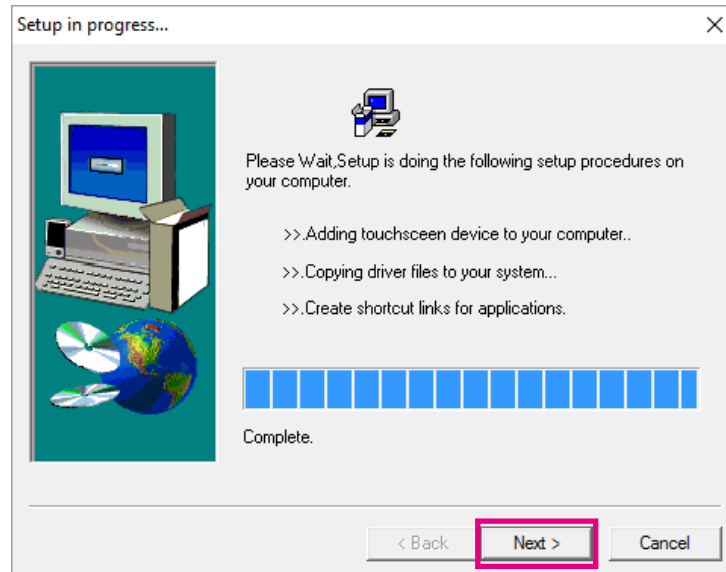 Setup in progress...
Please Wait,Setup is doing the following setup procedures on
your computer.
>>.Adding touchsceen device to your computer..
>>.Copying driver files to your system...
>>.Create shortcut links for applications.
Complete.
< Back Next > Cancel